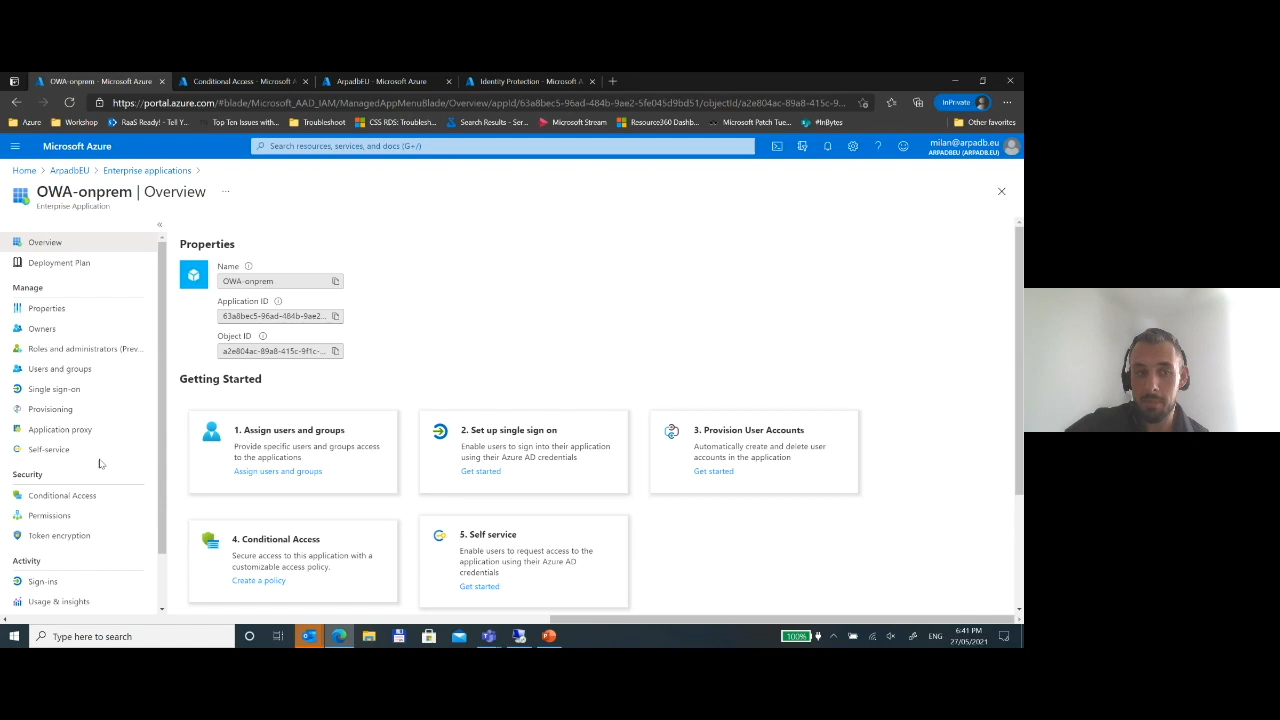 OWA-onprem - Microsoft Azure
Conditional Access - Microsoft A
ArpadbEU - Microsoft Azure
Identity Protection - Microsoft A
https://portal.azure.com/#blade/Microsoft_AAD_IAM/ManagedAppMenuBlade/Overview/appId/63a8bec5-96ad-484b-9ae2-5fe045d9bd51/objectId/a2e804ac-89a8-415c-9...
InPrivate
Azure
Workshop
RaaS Ready! - Tell Y...
Top Ten Issues with...
Troubleshoot
CSS RDS: Troublesh...
Search Results - Ser...
Microsoft Stream
Resource360 Dashb...
Microsoft Patch Tue...
#InBytes
Other favorites
Microsoft Azure
Search resources, services, and docs (G+/)
milan@arpadb.eu
ARPADBEU (ARPADB.EU)
Home > ArpadbEU > Enterprise applications >
OWA-onprem | Overview ...
Enterprise Application
Overview
Deployment Plan
Manage
Properties
Owners
Roles and administrators (Prev...
Users and groups
Single sign-on
Provisioning
Application proxy
Self-service
Security
Conditional Access
Permissions
Token encryption
Activity
Sign-ins
Usage & insights
Properties
Name
OWA-onprem
Application ID
63a8bec5-96ad-484b-9ae2...
Object ID
a2e804ac-89a8-415c-9f1c-...
Getting Started
1. Assign users and groups
Provide specific users and groups access
to the applications
Assign users and groups
2. Set up single sign on
Enable users to sign into their application
using their Azure AD credentials
Get started
3. Provision User Accounts
Automatically create and delete user
accounts in the application
Get started
4. Conditional Access
Secure access to this application with a
customizable access policy.
Create a policy
5. Self service
Enable users to request access to the
application using their Azure AD
credentials
Get started
Type here to search
100%
ENG
6:41 PM
27/05/2021